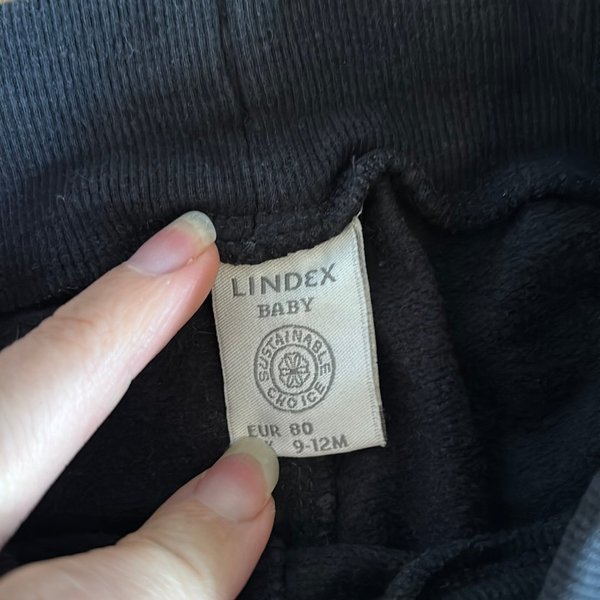 LINDEX
BABY
SUSTAINABLE
CHOICE
EUR 80
9-12M